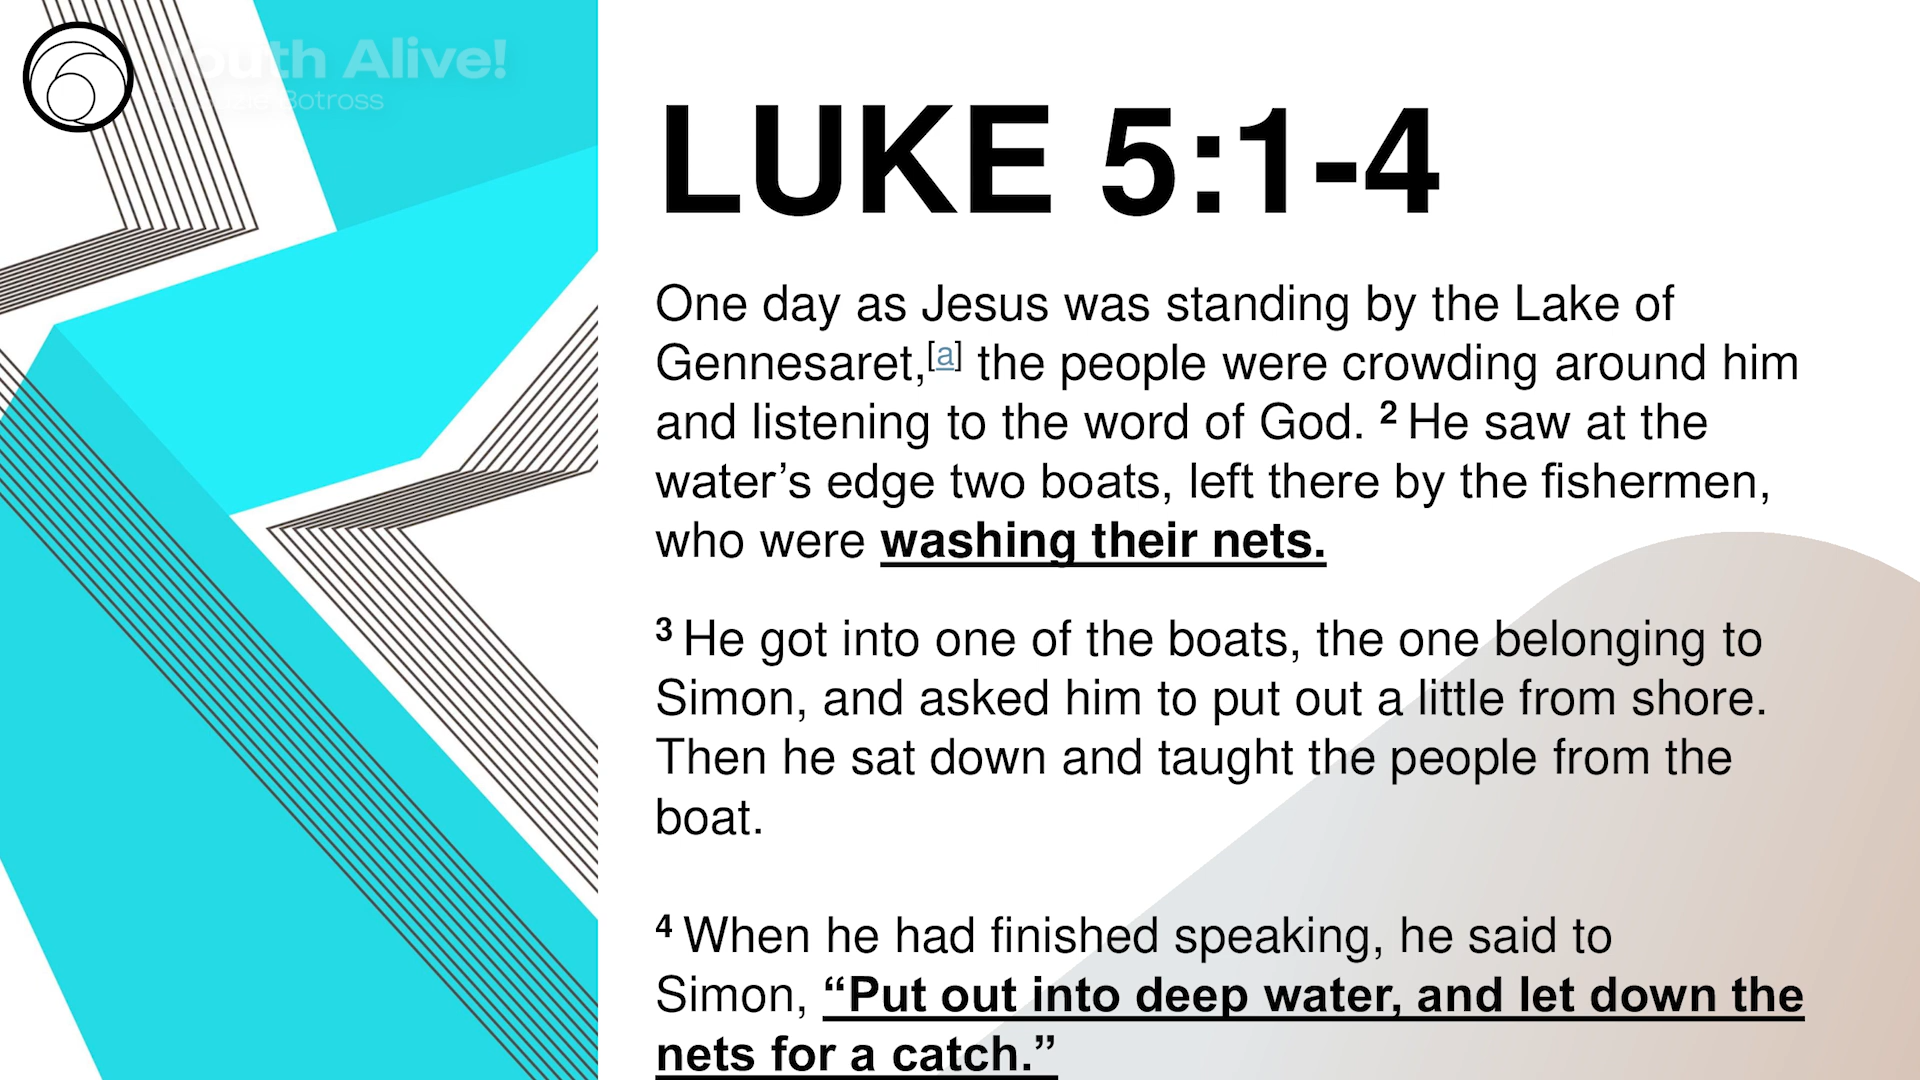 Youth Alive!
Botross
LUKE 5:1-4
One day as Jesus was standing by the Lake of
Gennesaret,[a] the people were crowding around him
and listening to the word of God. 2 He saw at the
water’s edge two boats, left there by the fishermen,
who were washing their nets.
3 He got into one of the boats, the one belonging to
Simon, and asked him to put out a little from shore.
Then he sat down and taught the people from the
boat.
4 When he had finished speaking, he said to
Simon, “Put out into deep water, and let down the
nets for a catch.”